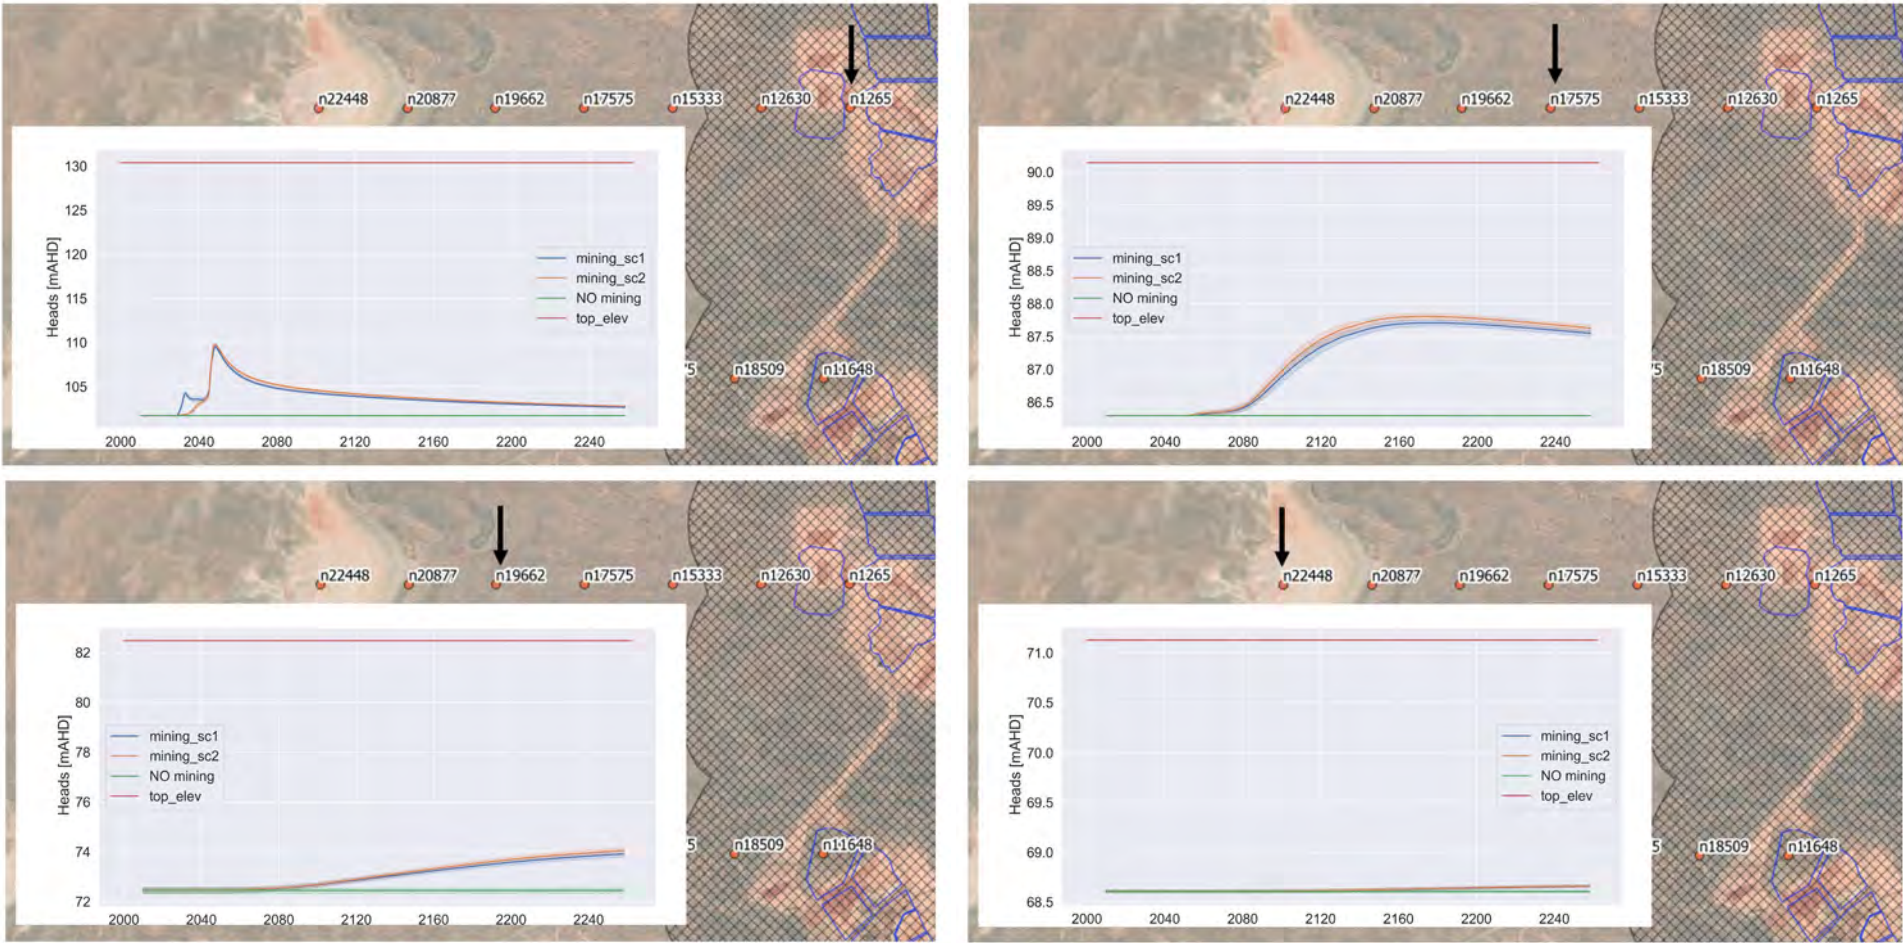 n22448 n20877 n19662 n17575 n15333 n12630 n1265
130
125
120
115
110
105
Heads [mAHD]
mining_sc1
mining_sc2
NO mining
top_elev
2000 2040 2080 2120 2160 2200 2240
5 n18509 n11648
n22448 n20877 n19662 n17575 n15333 n12630 n1265
90.0
89.5
89.0
88.5
88.0
87.5
87.0
86.5
Heads [mAHD]
mining_sc1
mining_sc2
NO mining
top_elev
2000 2040 2080 2120 2160 2200 2240
5 n18509 n11648
n22448 n20877 n19662 n17575 n15333 n12630 n1265
82
80
78
76
74
72
Heads [mAHD]
mining_sc1
mining_sc2
NO mining
top_elev
2000 2040 2080 2120 2160 2200 2240
5 n18509 n11648
n22448 n20877 n19662 n17575 n15333 n12630 n1265
71.0
70.5
70.0
69.5
69.0
68.5
Heads [mAHD]
mining_sc1
mining_sc2
NO mining
top_elev
2000 2040 2080 2120 2160 2200 2240
5 n18509 n11648